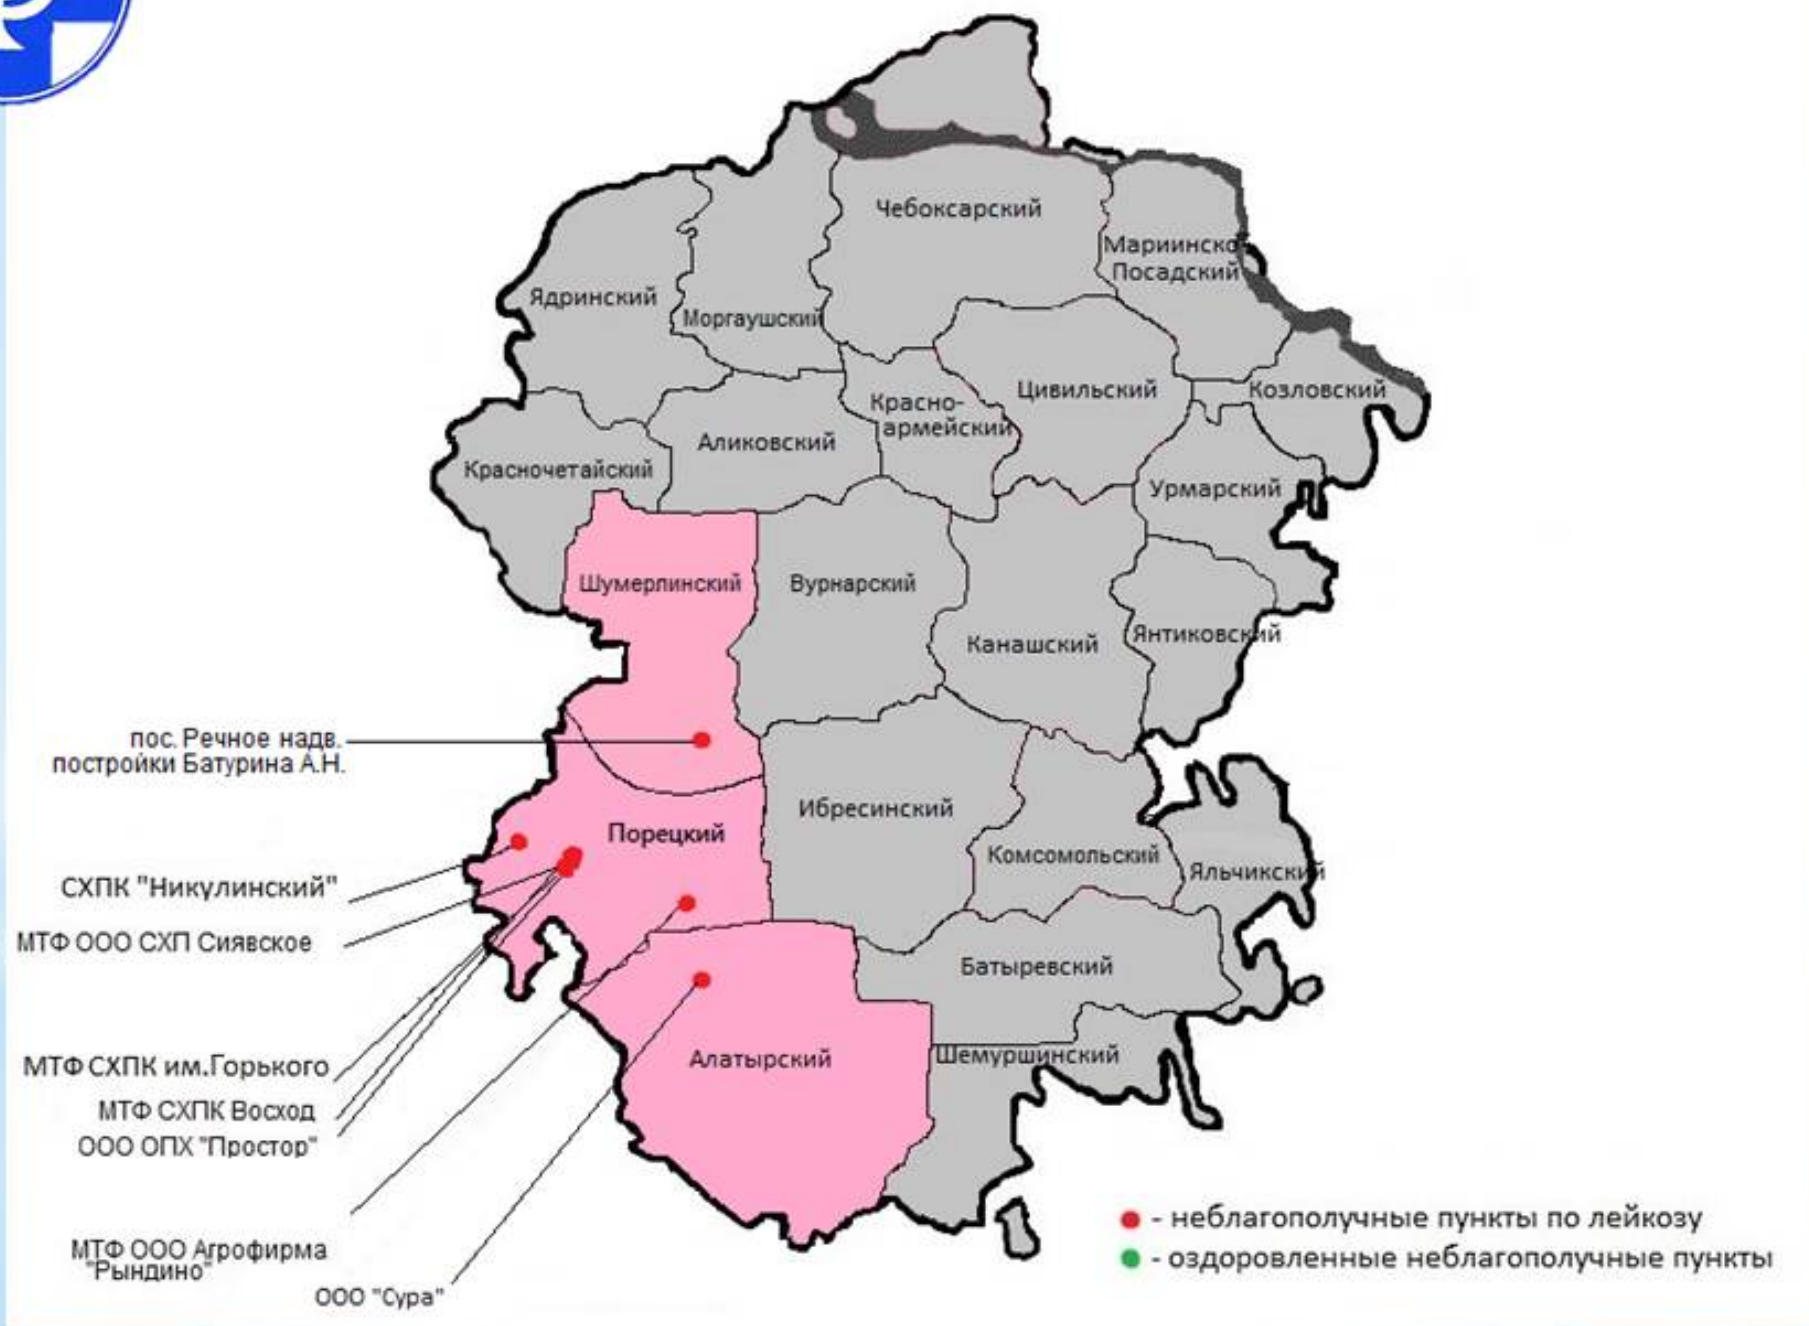 Чебоксарский
Мариинско
Посадский
Ядринский
Моргаушский
Цивильский
Козловский
Красно-
армейский
Аликовский
Красночетайский
Урмарский
Шумерлинский
Вурнарский
Янтиковский
Канашский
пос. Речное надв.
постройки Батурина А.Н.
Ибресинский
Порецкий
Комсомольский
Яльчикский
СХПК "Никулинский"
МТФ ООО СХП Сиявское
Батыревский
Шемуршинский
Алатырский
МТФ СХПК им.Горького
МТФ СХПК Восход
ООО ОПХ "Простор"
МТФ ООО Агрофирма
"Рындино"
ООО "Сура"
- неблагополучные пункты по лейкозу
- оздоровленные неблагополучные пункты